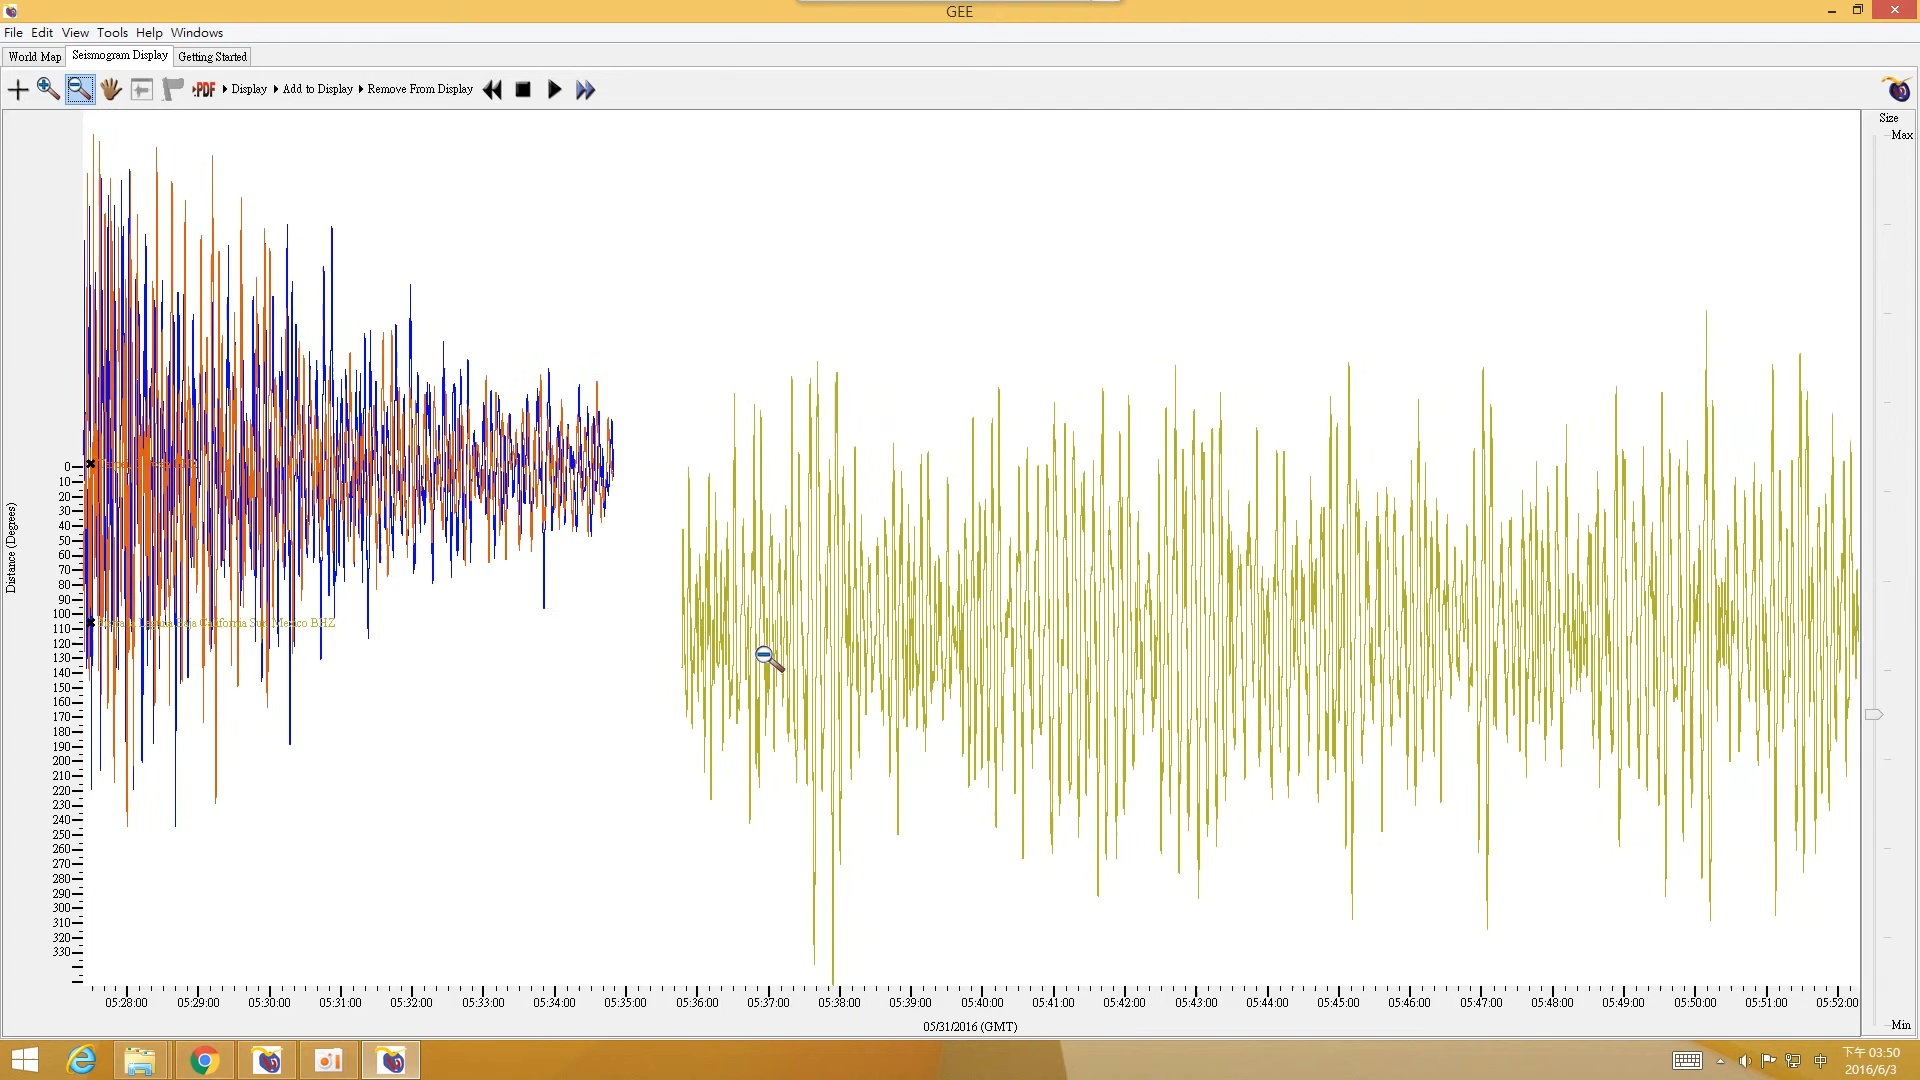 GEE
File Edit View Tools Help Windows
World Map Seismogram Display Getting Started
PDF Display Add to Display Remove From Display
Size
Max
Distance (Degrees)
0
10
20
30
40
50
60
70
80
90
100
110
120
130
140
150
160
170
180
190
200
210
220
230
240
250
260
270
280
290
300
310
320
330
California Sur Mexico BHZ
05:28:00 05:29:00 05:30:00 05:31:00 05:32:00 05:33:00 05:34:00 05:35:00 05:36:00 05:37:00 05:38:00 05:39:00 05:40:00 05:41:00 05:42:00 05:43:00 05:44:00 05:45:00 05:46:00 05:47:00 05:48:00 05:49:00 05:50:00 05:51:00 05:52:00
05/31/2016 (GMT)
Min
中
下午 03:50
2016/6/3